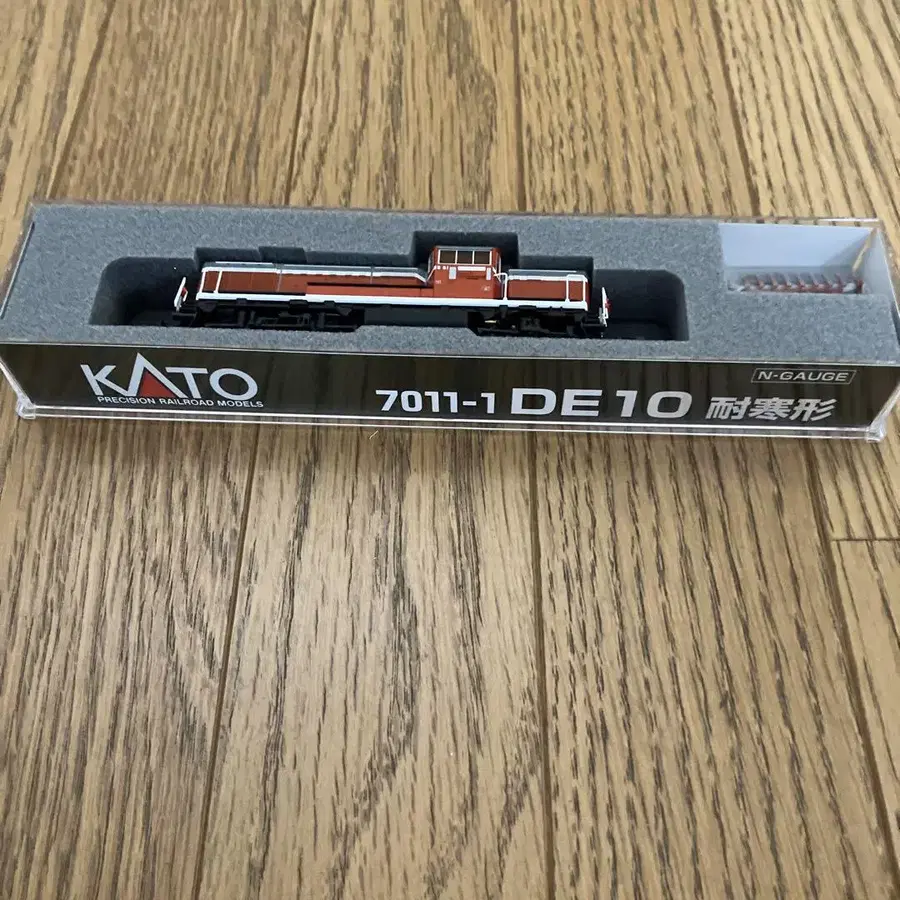 KATO
PRECISION RAILROAD MODELS
7011-1 DE10 耐寒形
N-GAUGE